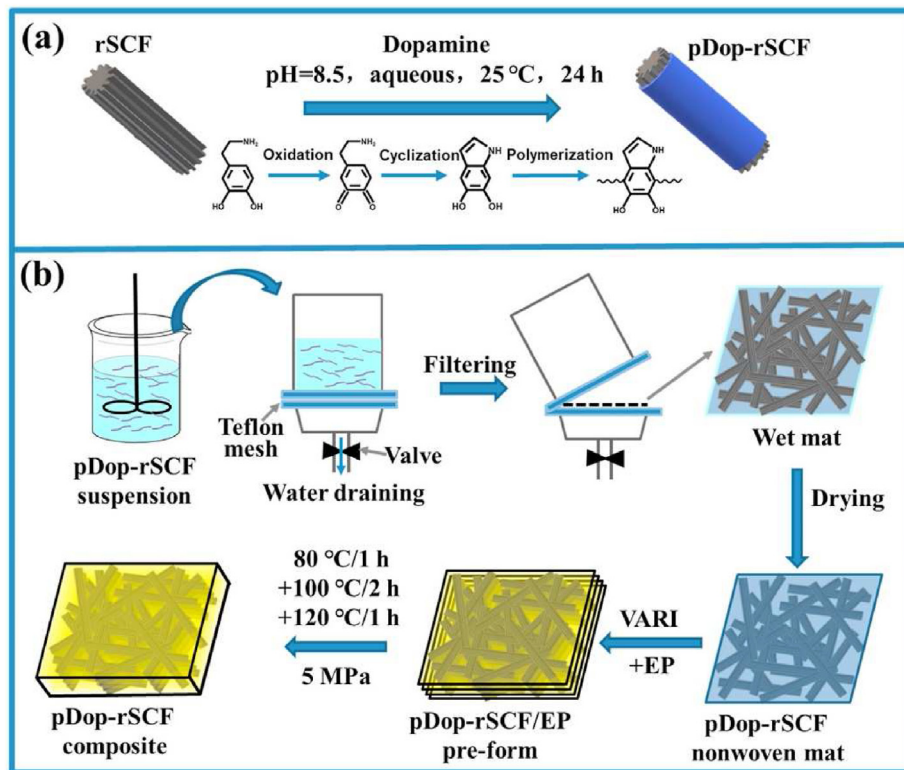 (a)
rSCF
Dopamine
pH=8.5, aqueous, 25 °C, 24 h
pDop-rSCF
NH₂
HO
OH
Oxidation
NH₂
O
O
Cyclization
NH
HO
OH
Polymerization
NH
HO
OH
(b)
pDop-rSCF
suspension
Teflon
mesh
Valve
Water draining
Filtering
Wet mat
Drying
pDop-rSCF
nonwoven mat
VARI
+EP
pDop-rSCF/EP
pre-form
80 °C/1 h
+100 °C/2 h
+120 °C/1 h
5 MPa
pDop-rSCF
composite